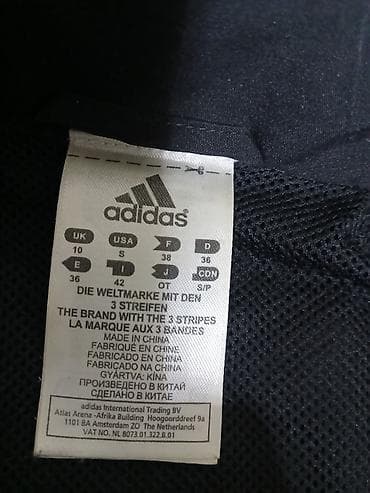 adidas
UK USA F D
10 S 38 36
E I J CDN
36 42 OT S/P
DIE WELTMARKE MIT DEN
3 STREIFEN
THE BRAND WITH THE 3 STRIPES
LA MARQUE AUX 3 BANDES
MADE IN CHINA
FABRIQUÉ EN CHINE
FABRICADO EN CHINA
FABRICADO NA CHINA
GYÁRTVA: KÍNA
ПРОИЗВЕДЕНО В КИТАЙ
СДЕЛАНО В КИТАЕ
adidas International Trading BV
Atlas Arena -Afrika Building Hoogoorddreef 9a
1101 BA Amsterdam ZO The Netherlands
VAT NO. NL 8073.01.322.B.01